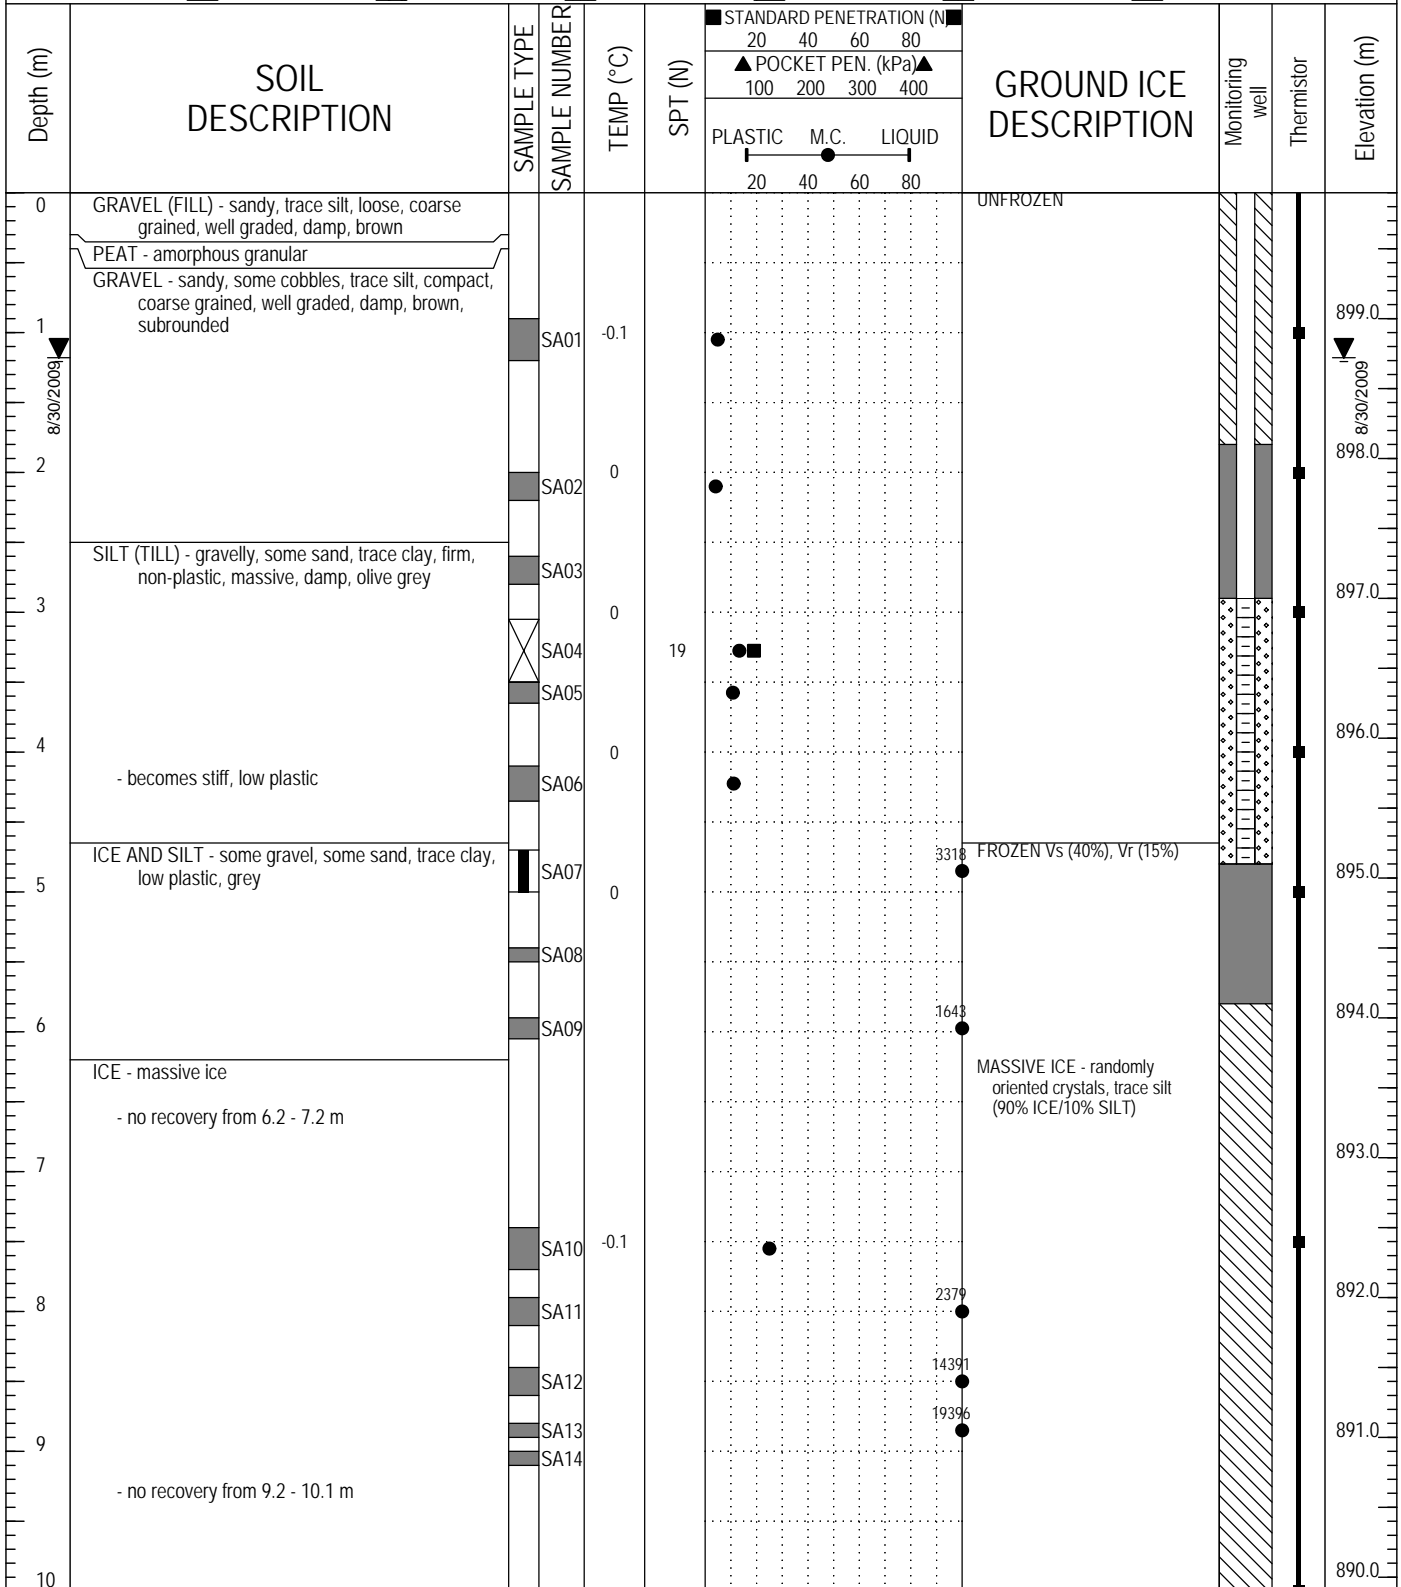 Depth (m)
SOIL
DESCRIPTION
SAMPLE TYPE
SAMPLE NUMBER
TEMP (°C)
SPT (N)
STANDARD PENETRATION (N)
20 40 60 80
POCKET PEN. (kPa)
100 200 300 400
PLASTIC M.C. LIQUID
20 40 60 80
GROUND ICE
DESCRIPTION
Monitoring
well
Thermistor
Elevation (m)
0
GRAVEL (FILL) - sandy, trace silt, loose, coarse
grained, well graded, damp, brown
UNFROZEN
PEAT - amorphous granular
GRAVEL - sandy, some cobbles, trace silt, compact,
coarse grained, well graded, damp, brown,
subrounded
899.0
1
SA01
-0.1
8/30/2009
8/30/2009
898.0
2
SA02
0
SILT (TILL) - gravelly, some sand, trace clay, firm,
non-plastic, massive, damp, olive grey
SA03
897.0
3
0
SA04
19
SA05
896.0
4
0
- becomes stiff, low plastic
SA06
ICE AND SILT - some gravel, some sand, trace clay,
low plastic, grey
3318
FROZEN Vs (40%), Vr (15%)
SA07
895.0
5
0
SA08
1643
894.0
6
SA09
ICE - massive ice
MASSIVE ICE - randomly
oriented crystals, trace silt
(90% ICE/10% SILT)
- no recovery from 6.2 - 7.2 m
893.0
7
SA10
-0.1
2379
892.0
8
SA11
14391
SA12
19396
SA13
891.0
9
SA14
- no recovery from 9.2 - 10.1 m
890.0
10